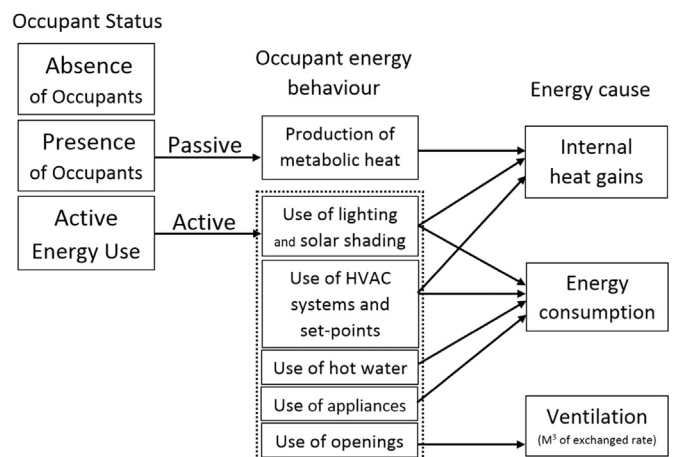 Occupant Status
Absence
of Occupants
Presence
of Occupants
Active
Energy Use
Passive
Active
Occupant energy
behaviour
Production of
metabolic heat
Use of lighting
and solar shading
Use of HVAC
systems and
set-points
Use of hot water
Use of appliances
Use of openings
Energy cause
Internal
heat gains
Energy
consumption
Ventilation
(M³ of exchanged rate)